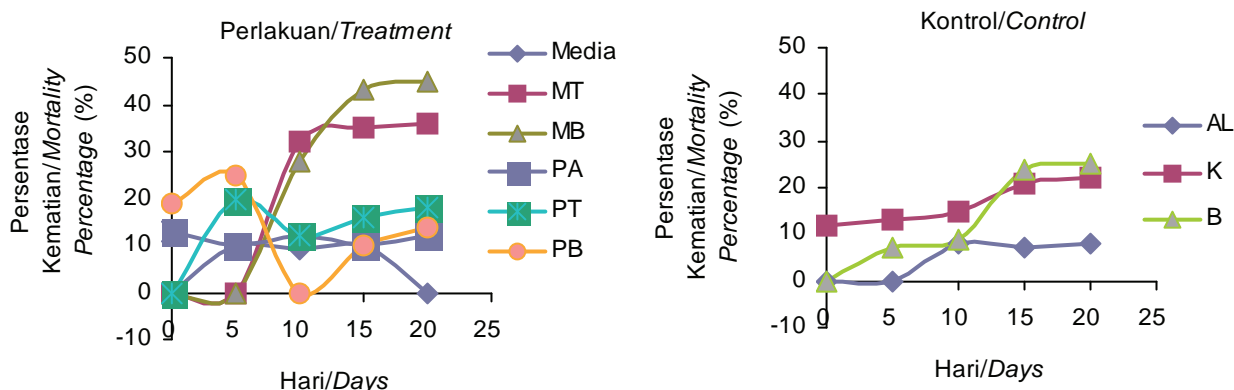 Perlakuan/Treatment
Persentase
Kematian/Mortality
Percentage (%)
50
40
30
20
10
0
-10
0
5
10
15
20
25
Hari/Days
Media
MT
MB
PA
PT
PB
Kontrol/Control
Persentase
Kematian/Mortality
Percentage (%)
50
40
30
20
10
0
-10
0
5
10
15
20
25
Hari/Days
AL
K
B